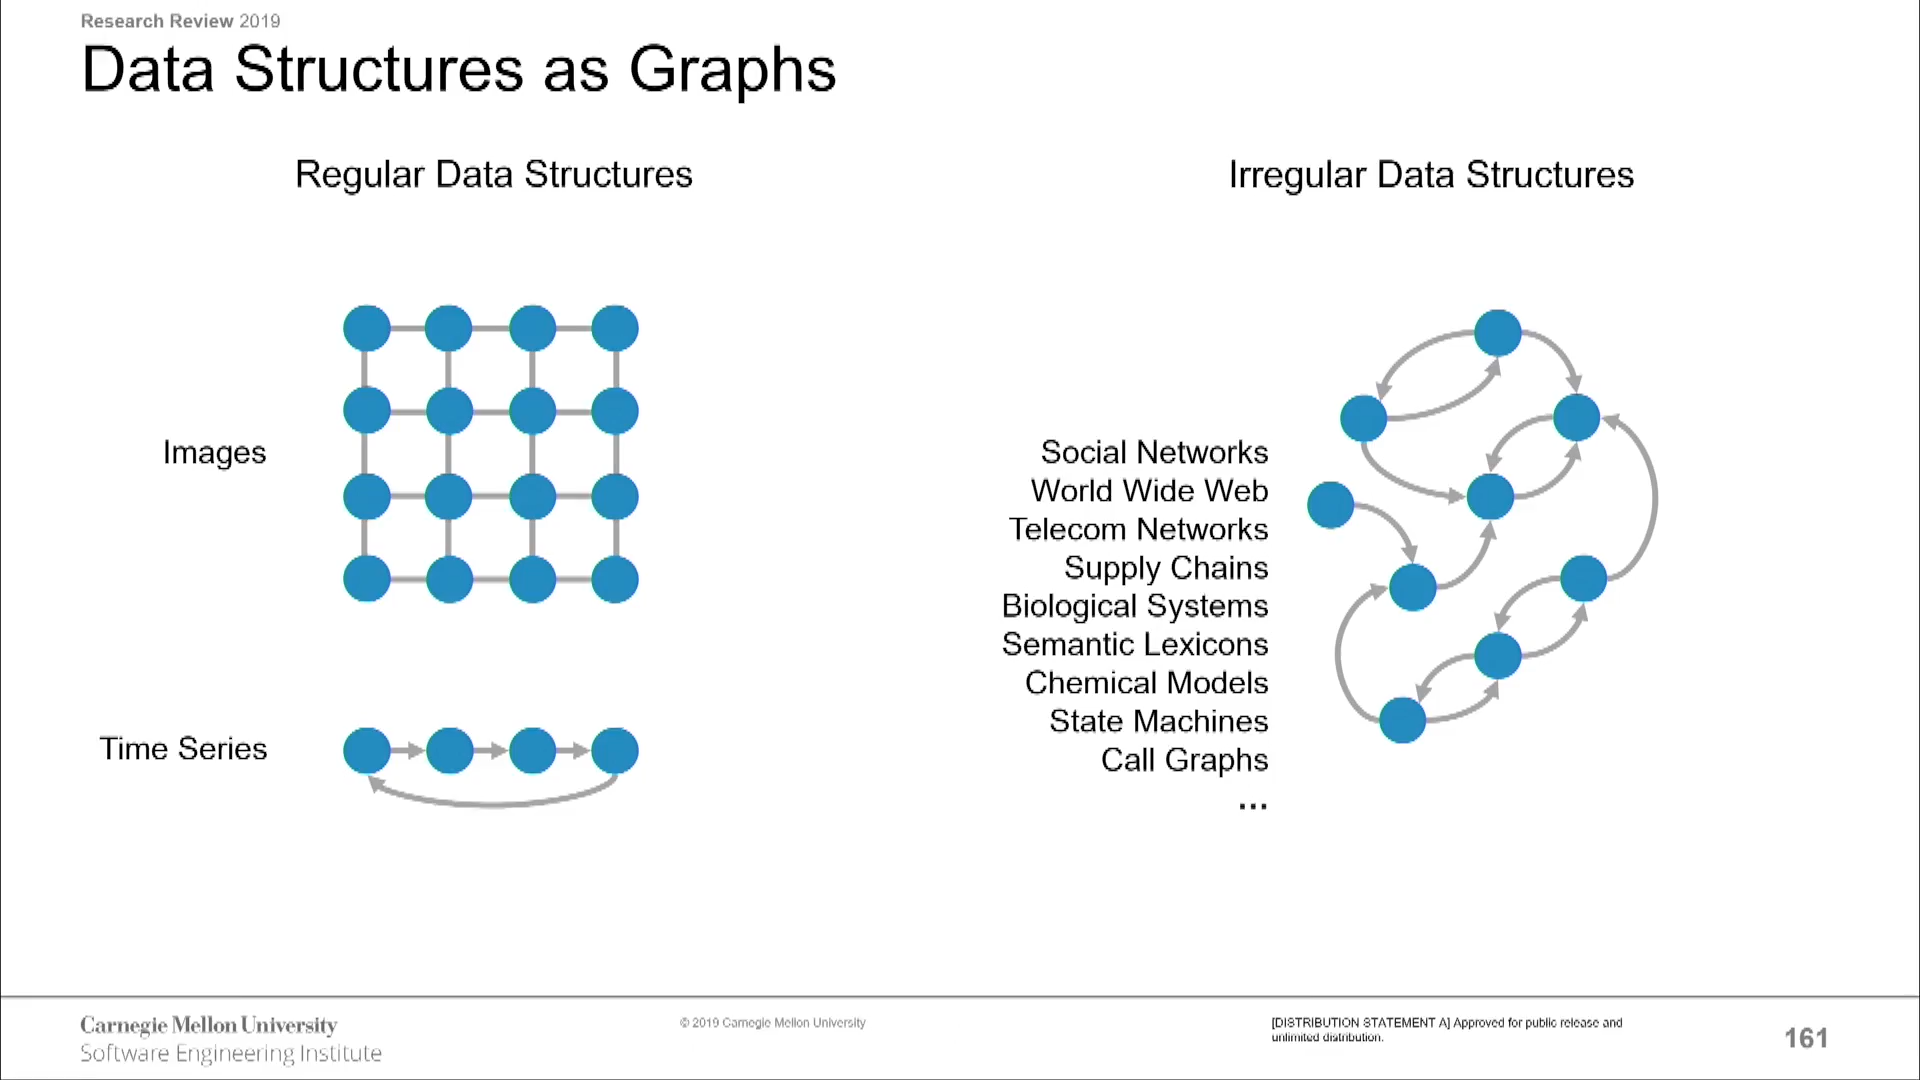 Research Review 2019
Data Structures as Graphs
Regular Data Structures
Images
Time Series
Irregular Data Structures
Social Networks
World Wide Web
Telecom Networks
Supply Chains
Biological Systems
Semantic Lexicons
Chemical Models
State Machines
Call Graphs
...
Carnegie Mellon University
Software Engineering Institute
© 2019 Carnegie Mellon University
[DISTRIBUTION STATEMENT A] Approved for public release and
unlimited distribution.
161